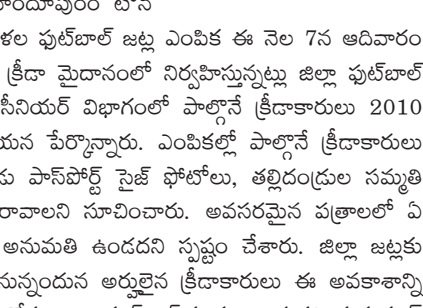 హిందూపురం టౌన్
ళల ఫుట్‌బాల్ జట్ల ఎంపిక ఈ నెల 7న ఆదివారం
క్రీడా మైదానంలో నిర్వహిస్తున్నట్లు జిల్లా ఫుట్‌బాల్
సీనియర్ విభాగంలో పాల్గొనే క్రీడాకారులు 2010
యన పేర్కొన్నారు. ఎంపికల్లో పాల్గొనే క్రీడాకారులు
డు పాస్‌పోర్ట్ సైజ్ ఫోటోలు, తల్లిదండ్రుల సమ్మతి
రావాలని సూచించారు. అవసరమైన పత్రాలలో ఏ
అనుమతి ఉండదని స్పష్టం చేశారు. జిల్లా జట్లకు
నున్నందున అర్హులైన క్రీడాకారులు ఈ అవకాశాన్ని